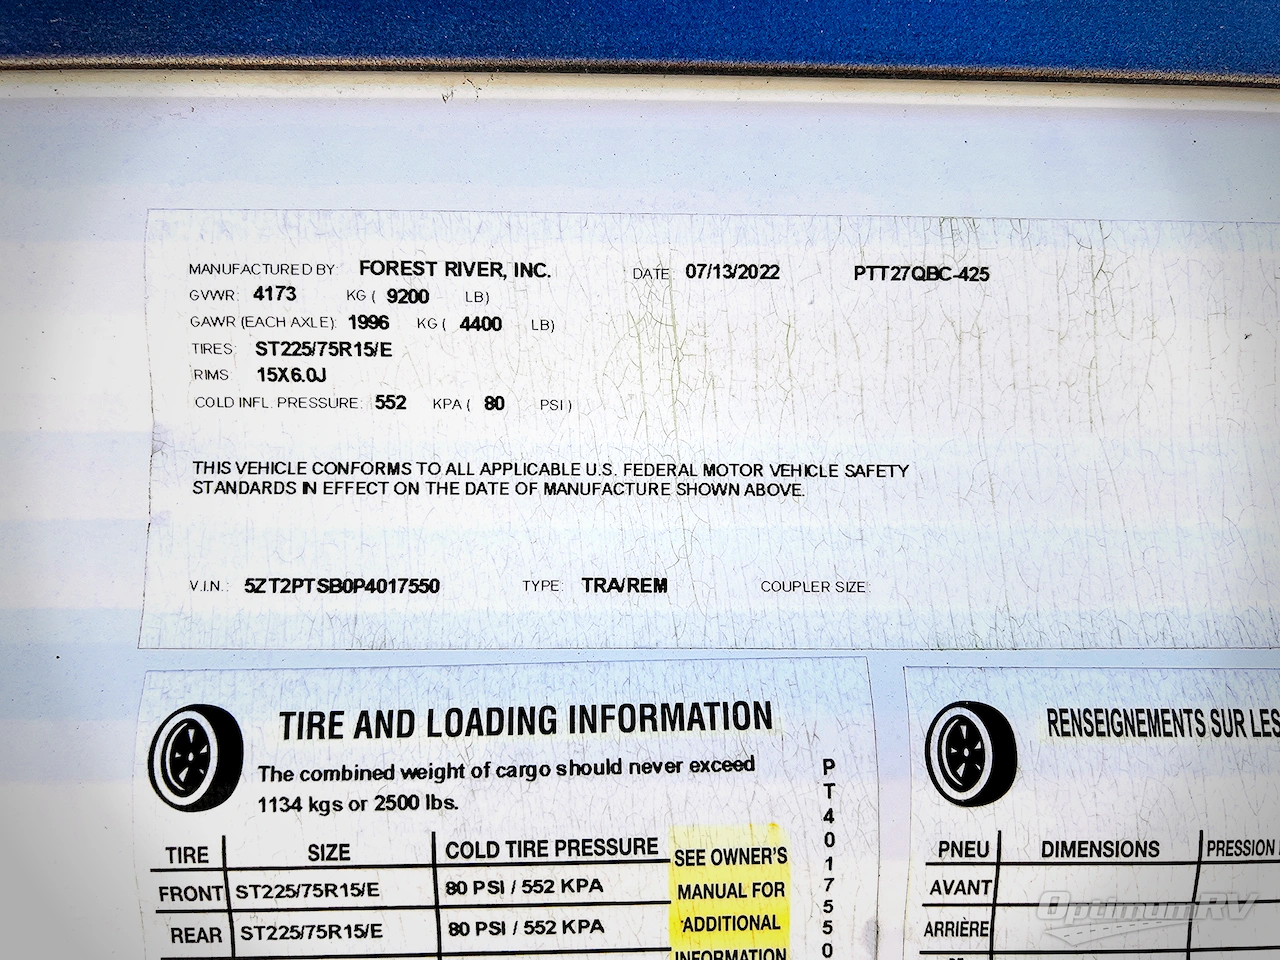 MANUFACTURED BY: FOREST RIVER, INC. DATE: 07/13/2022 PTT27QBC-425
GVWR: 4173 KG ( 9200 LB)
GAWR (EACH AXLE): 1996 KG ( 4400 LB)
TIRES: ST225/75R15/E
RIMS: 15X6.0J
COLD INFL. PRESSURE: 552 KPA ( 80 PSI )
THIS VEHICLE CONFORMS TO ALL APPLICABLE U.S. FEDERAL MOTOR VEHICLE SAFETY
STANDARDS IN EFFECT ON THE DATE OF MANUFACTURE SHOWN ABOVE.
V.I.N.: 5ZT2PTSB0P4017550 TYPE: TRA/REM COUPLER SIZE:
TIRE AND LOADING INFORMATION
The combined weight of cargo should never exceed
1134 kgs or 2500 lbs.
TIRE SIZE COLD TIRE PRESSURE
FRONT ST225/75R15/E 80 PSI / 552 KPA
REAR ST225/75R15/E 80 PSI / 552 KPA
SEE OWNER'S
MANUAL FOR
ADDITIONAL
INFORMATION
PT4017550
RENSEIGNEMENTS SUR LES
PNEU DIMENSIONS PRESSION
AVANT
ARRIÈRE
OptimumRV